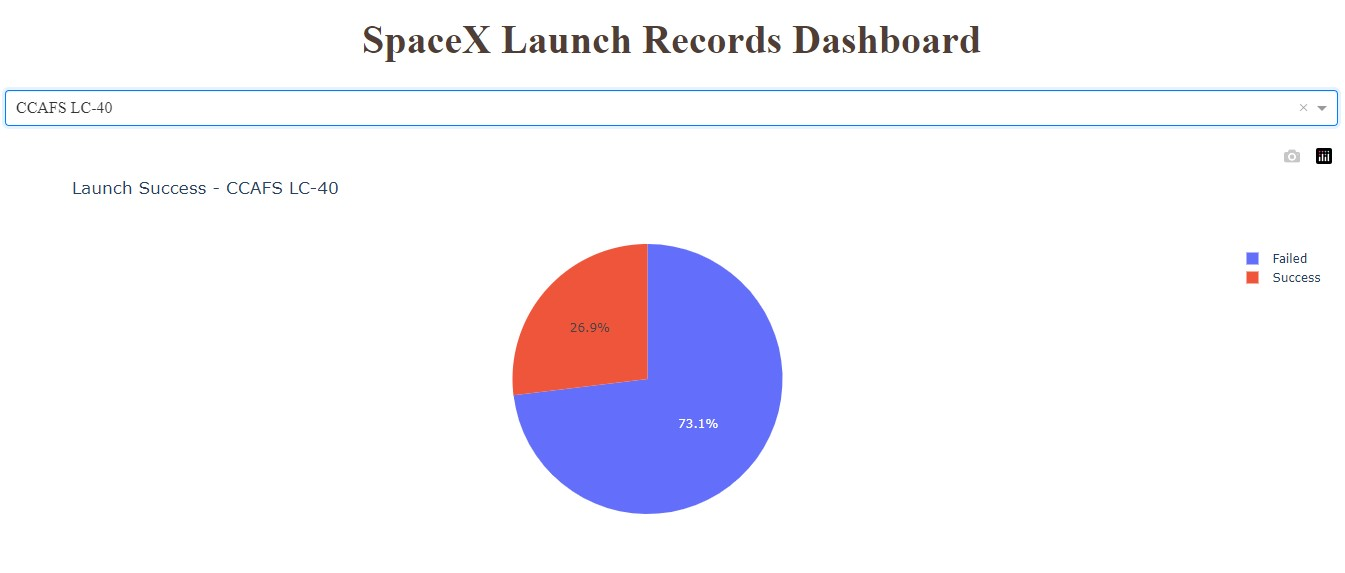 SpaceX Launch Records Dashboard
CCAFS LC-40
Launch Success - CCAFS LC-40
Failed
Success
26.9%
73.1%